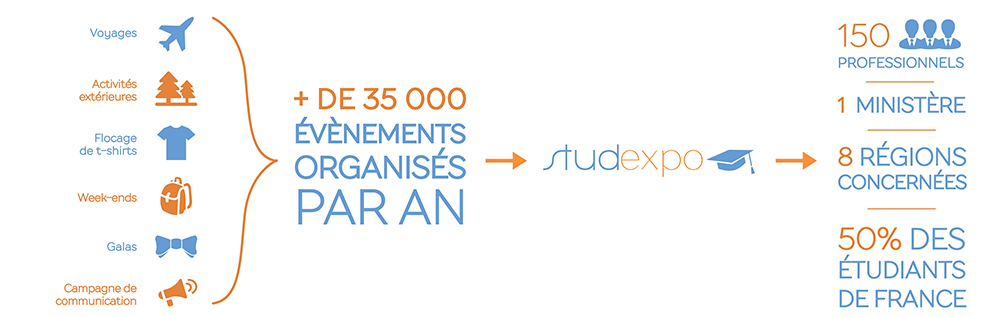 Voyages
Activités
extérieures
Flocage
de t-shirts
Week-ends
Galas
Campagne de
communication
+ DE 35 000
ÉVÈNEMENTS
ORGANISÉS
PAR AN
studexpo
150
PROFESSIONNELS
1 MINISTÈRE
8 RÉGIONS
CONCERNÉES
50% DES
ÉTUDIANTS
DE FRANCE